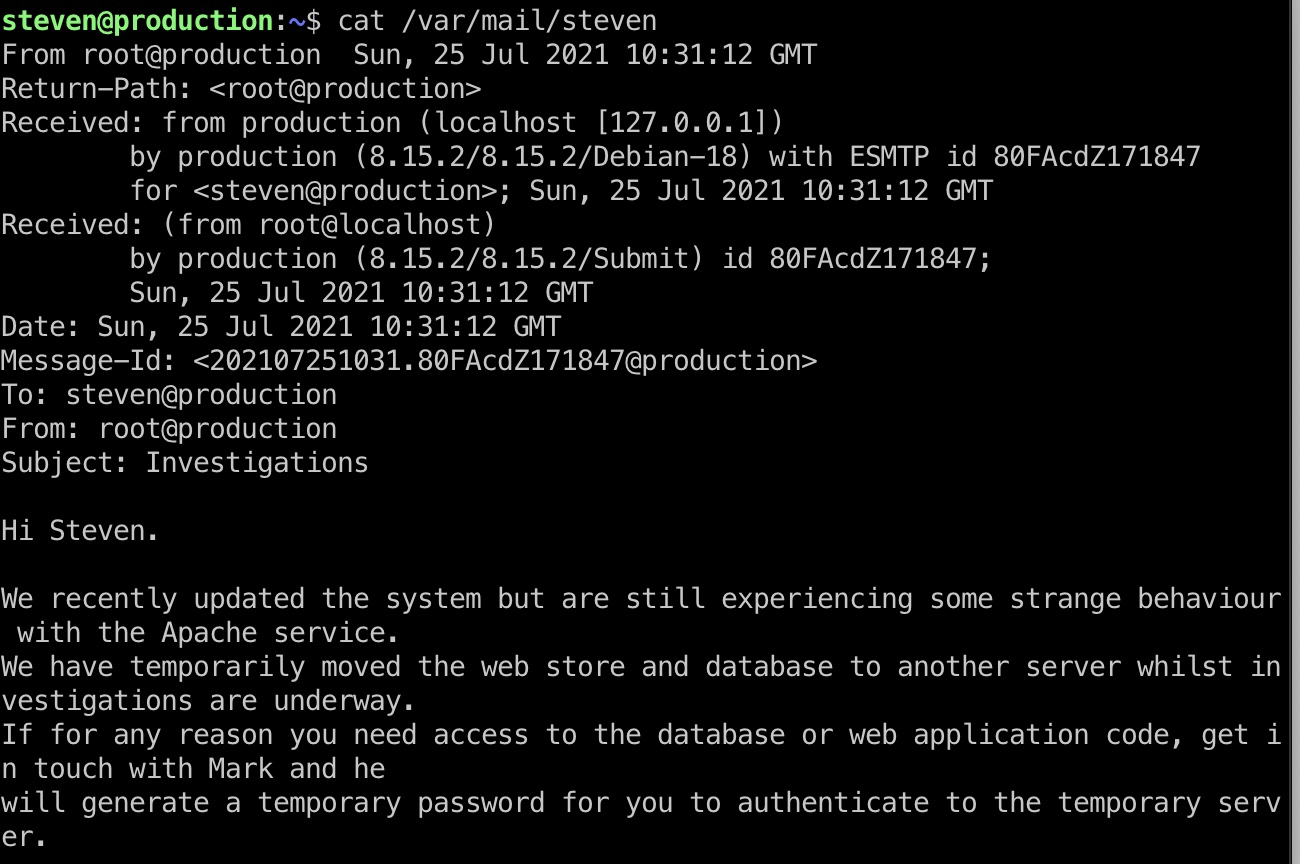 steven@production:~$ cat /var/mail/steven
From root@production  Sun, 25 Jul 2021 10:31:12 GMT
Return-Path: <root@production>
Received: from production (localhost [127.0.0.1])
        by production (8.15.2/8.15.2/Debian-18) with ESMTP id 80FAcdZ171847
        for <steven@production>; Sun, 25 Jul 2021 10:31:12 GMT
Received: (from root@localhost)
        by production (8.15.2/8.15.2/Submit) id 80FAcdZ171847;
        Sun, 25 Jul 2021 10:31:12 GMT
Date: Sun, 25 Jul 2021 10:31:12 GMT
Message-Id: <202107251031.80FAcdZ171847@production>
To: steven@production
From: root@production
Subject: Investigations

Hi Steven.

We recently updated the system but are still experiencing some strange behaviour
 with the Apache service.
We have temporarily moved the web store and database to another server whilst in
vestigations are underway.
If for any reason you need access to the database or web application code, get i
n touch with Mark and he
will generate a temporary password for you to authenticate to the temporary serv
er.